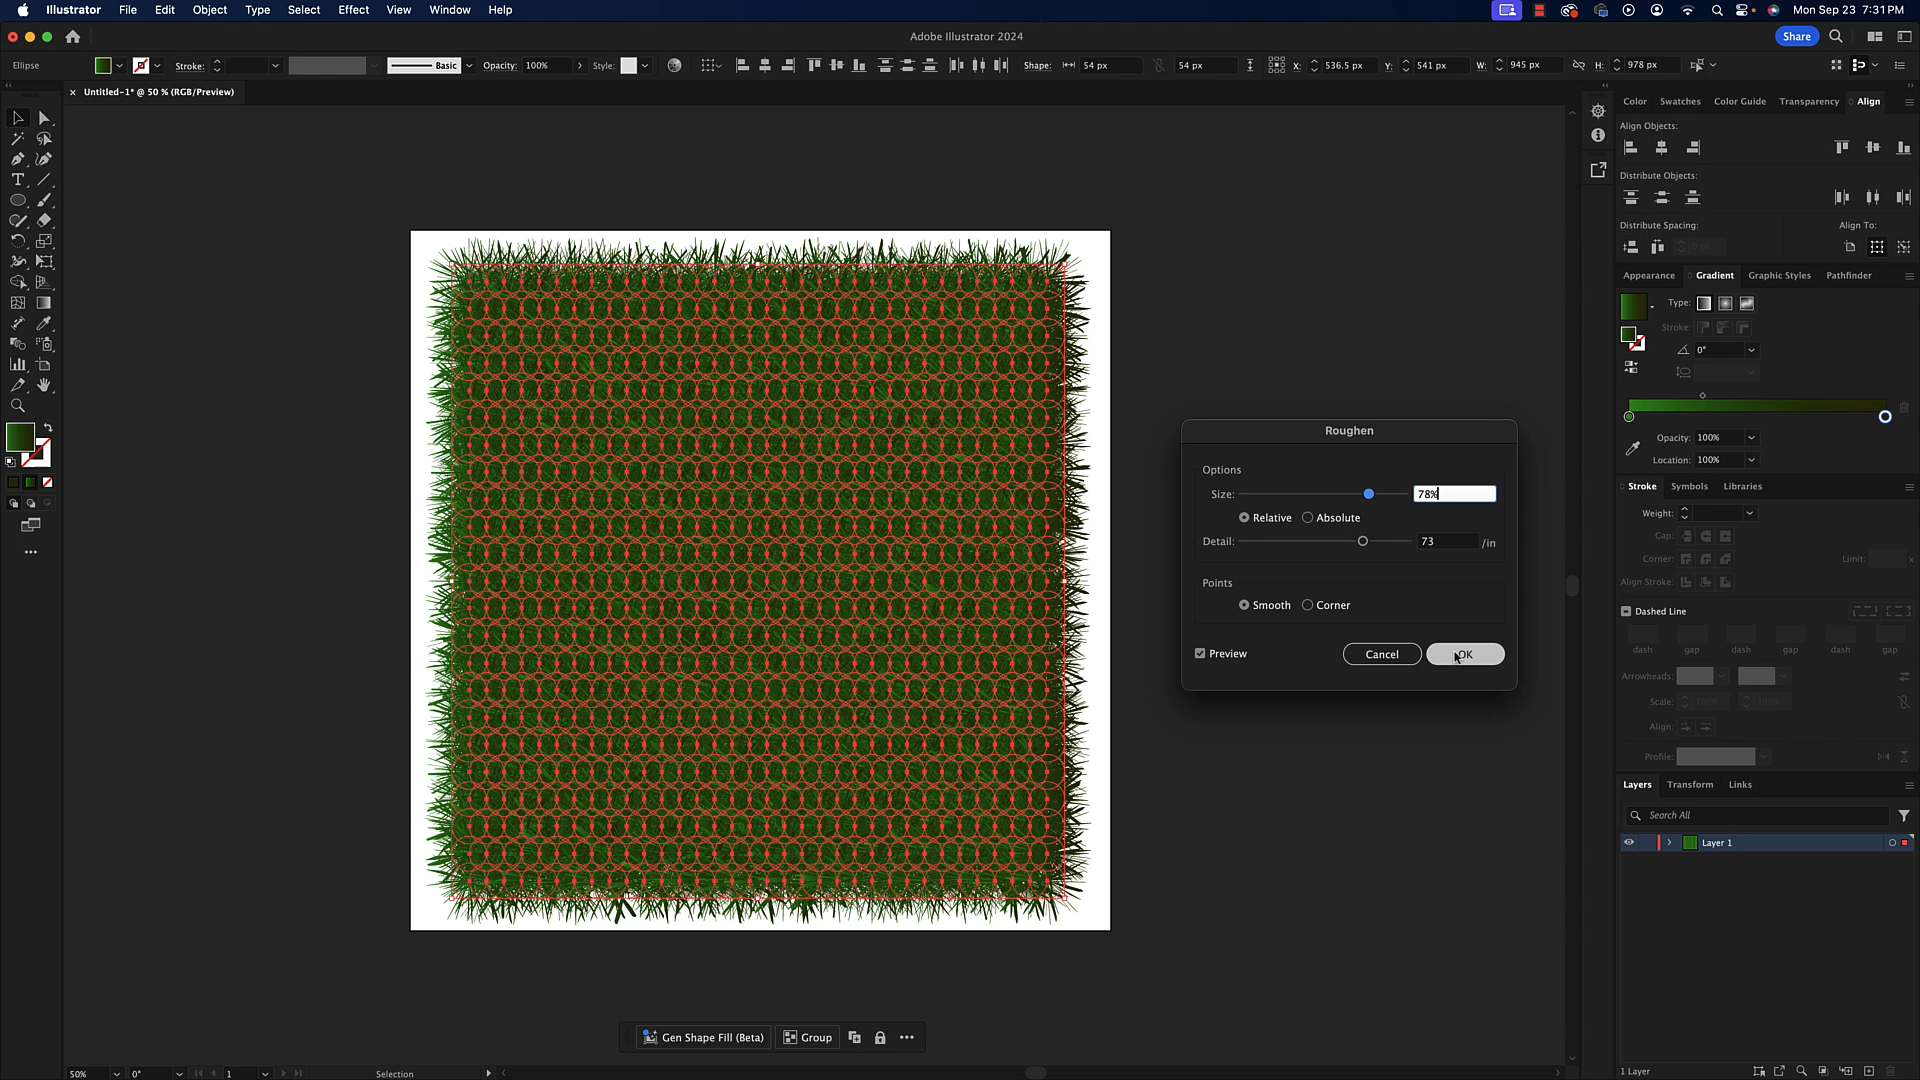 Illustrator File Edit Object Type Select Effect View Window Help Mon Sep 23 7:31 PM
Adobe Illustrator 2024 Share
Ellipse Stroke: Basic Opacity: 100% Style: Shape: 54 px 54 px X: 536.5 px Y: 541 px W: 945 px H: 978 px
× Untitled-1* @ 50 % (RGB/Preview)
Color Swatches Color Guide Transparency Align
Align Objects:
Distribute Objects:
Distribute Spacing: Align To:
0 px
Appearance Gradient Graphic Styles Pathfinder
Type:
Stroke:
0°
Opacity: 100%
Location: 100%
Stroke Symbols Libraries
Weight:
Cap:
Corner: Limit: x
Align Stroke:
Dashed Line
dash gap dash gap dash gap
Arrowheads:
Scale: 100% 100%
Align:
Profile:
Layers Transform Links
Search All
Layer 1
1 Layer
Roughen
Options
Size: 78%
Relative Absolute
Detail: 73 /in
Points
Smooth Corner
Preview Cancel OK
Gen Shape Fill (Beta) Group
50% 0° 1 Selection